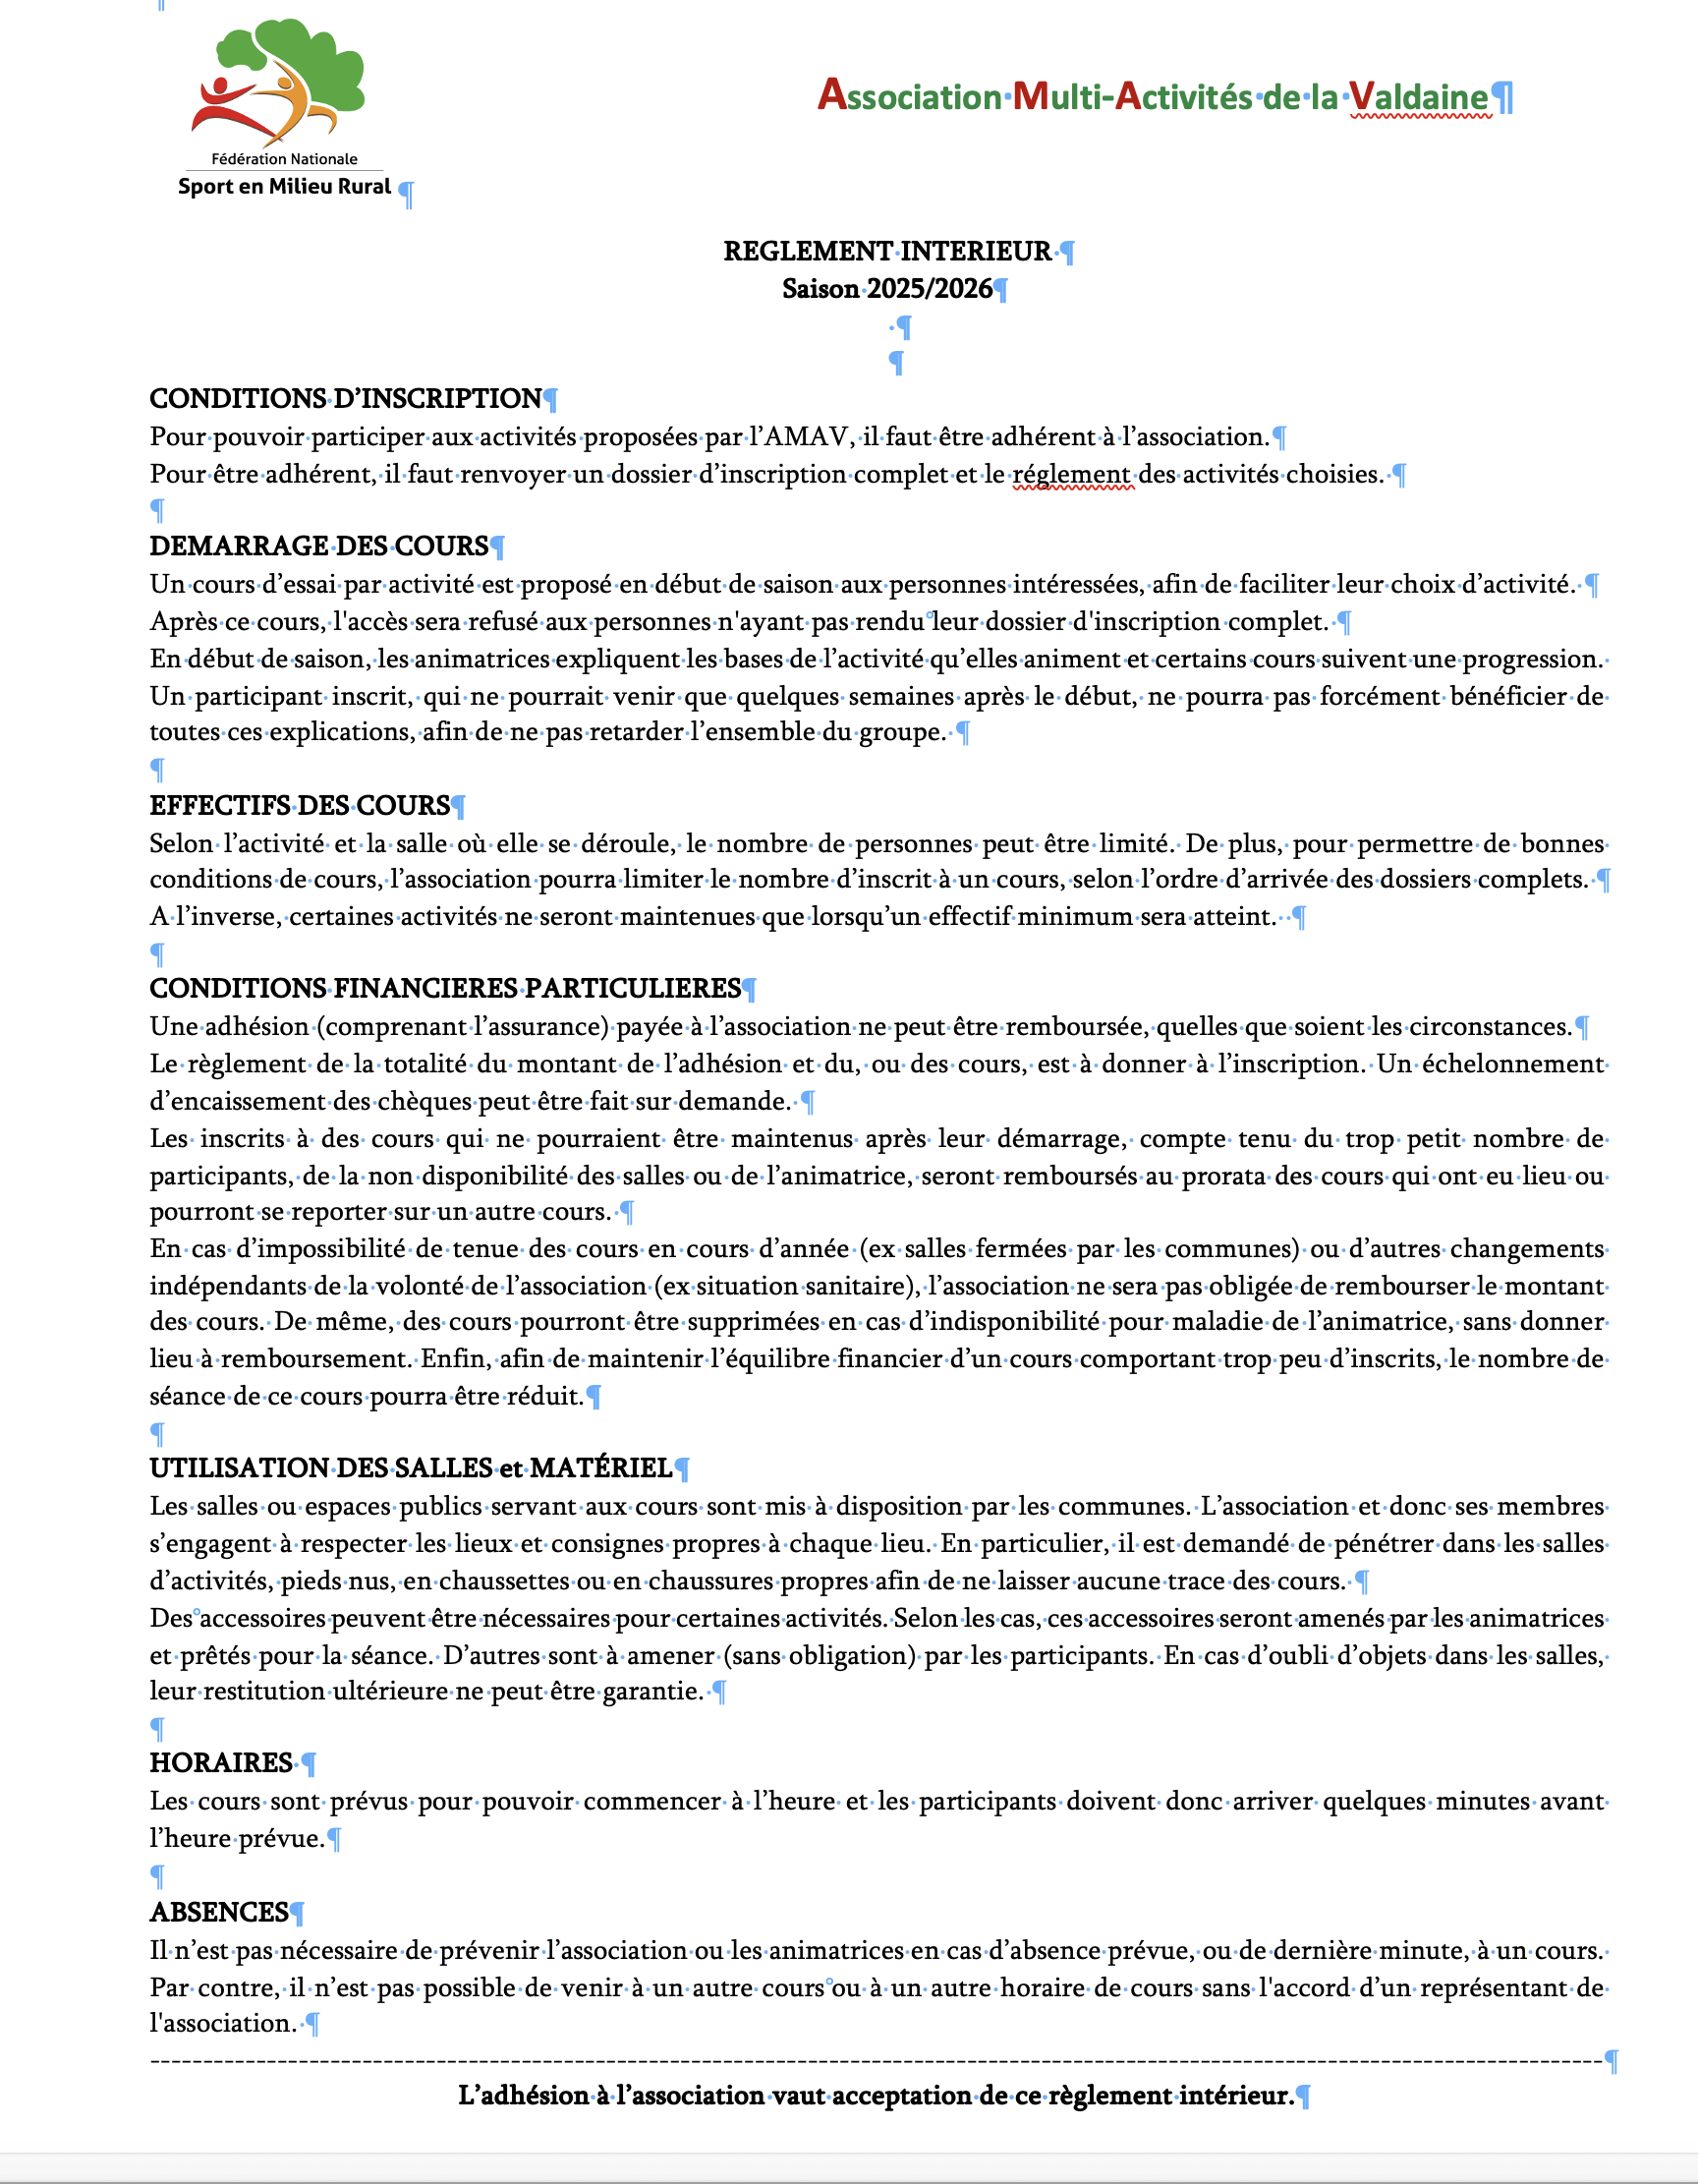 Association Multi-Activités de la Valdaine
Fédération Nationale
Sport en Milieu Rural
REGLEMENT INTERIEUR
Saison 2025/2026
CONDITIONS D’INSCRIPTION
Pour pouvoir participer aux activités proposées par l’AMAV, il faut être adhérent à l’association.
Pour être adhérent, il faut renvoyer un dossier d’inscription complet et le réglement des activités choisies.
DEMARRAGE DES COURS
Un cours d’essai par activité est proposé en début de saison aux personnes intéressées, afin de faciliter leur choix d’activité.
Après ce cours, l'accès sera refusé aux personnes n'ayant pas rendu leur dossier d'inscription complet.
En début de saison, les animatrices expliquent les bases de l’activité qu’elles animent et certains cours suivent une progression.
Un participant inscrit, qui ne pourrait venir que quelques semaines après le début, ne pourra pas forcément bénéficier de
toutes ces explications, afin de ne pas retarder l’ensemble du groupe.
EFFECTIFS DES COURS
Selon l’activité et la salle où elle se déroule, le nombre de personnes peut être limité. De plus, pour permettre de bonnes
conditions de cours, l’association pourra limiter le nombre d’inscrit à un cours, selon l’ordre d’arrivée des dossiers complets.
A l’inverse, certaines activités ne seront maintenues que lorsqu’un effectif minimum sera atteint.
CONDITIONS FINANCIERES PARTICULIERES
Une adhésion (comprenant l’assurance) payée à l’association ne peut être remboursée, quelles que soient les circonstances.
Le règlement de la totalité du montant de l’adhésion et du, ou des cours, est à donner à l’inscription. Un échelonnement
d’encaissement des chèques peut être fait sur demande.
Les inscrits à des cours qui ne pourraient être maintenus après leur démarrage, compte tenu du trop petit nombre de
participants, de la non disponibilité des salles ou de l’animatrice, seront remboursés au prorata des cours qui ont eu lieu ou
pourront se reporter sur un autre cours.
En cas d’impossibilité de tenue des cours en cours d’année (ex salles fermées par les communes) ou d’autres changements
indépendants de la volonté de l’association (ex situation sanitaire), l’association ne sera pas obligée de rembourser le montant
des cours. De même, des cours pourront être supprimées en cas d’indisponibilité pour maladie de l’animatrice, sans donner
lieu à remboursement. Enfin, afin de maintenir l’équilibre financier d’un cours comportant trop peu d’inscrits, le nombre de
séance de ce cours pourra être réduit.
UTILISATION DES SALLES et MATÉRIEL
Les salles ou espaces publics servant aux cours sont mis à disposition par les communes. L’association et donc ses membres
s’engagent à respecter les lieux et consignes propres à chaque lieu. En particulier, il est demandé de pénétrer dans les salles
d’activités, pieds nus, en chaussettes ou en chaussures propres afin de ne laisser aucune trace des cours.
Des accessoires peuvent être nécessaires pour certaines activités. Selon les cas, ces accessoires seront amenés par les animatrices
et prêtés pour la séance. D’autres sont à amener (sans obligation) par les participants. En cas d’oubli d’objets dans les salles,
leur restitution ultérieure ne peut être garantie.
HORAIRES
Les cours sont prévus pour pouvoir commencer à l’heure et les participants doivent donc arriver quelques minutes avant
l’heure prévue.
ABSENCES
Il n’est pas nécessaire de prévenir l’association ou les animatrices en cas d’absence prévue, ou de dernière minute, à un cours.
Par contre, il n’est pas possible de venir à un autre cours ou à un autre horaire de cours sans l'accord d’un représentant de
l'association.
L’adhésion à l’association vaut acceptation de ce règlement intérieur.